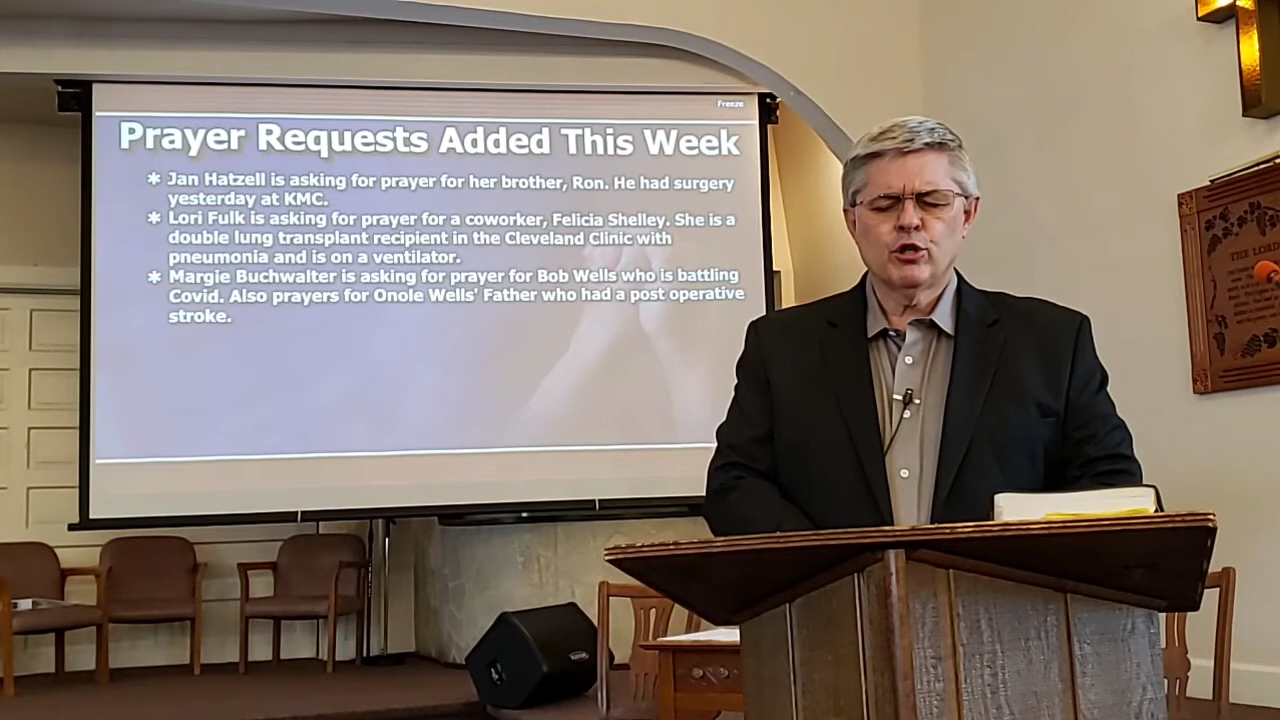 Freeze
Prayer Requests Added This Week
* Jan Hatzell is asking for prayer for her brother, Ron. He had surgery
yesterday at KMC.
* Lori Fulk is asking for prayer for a coworker, Felicia Shelley. She is a
double lung transplant recipient in the Cleveland Clinic with
pneumonia and is on a ventilator.
* Margie Buchwalter is asking for prayer for Bob Wells who is battling
Covid. Also prayers for Onole Wells' Father who had a post operative
stroke.
THE